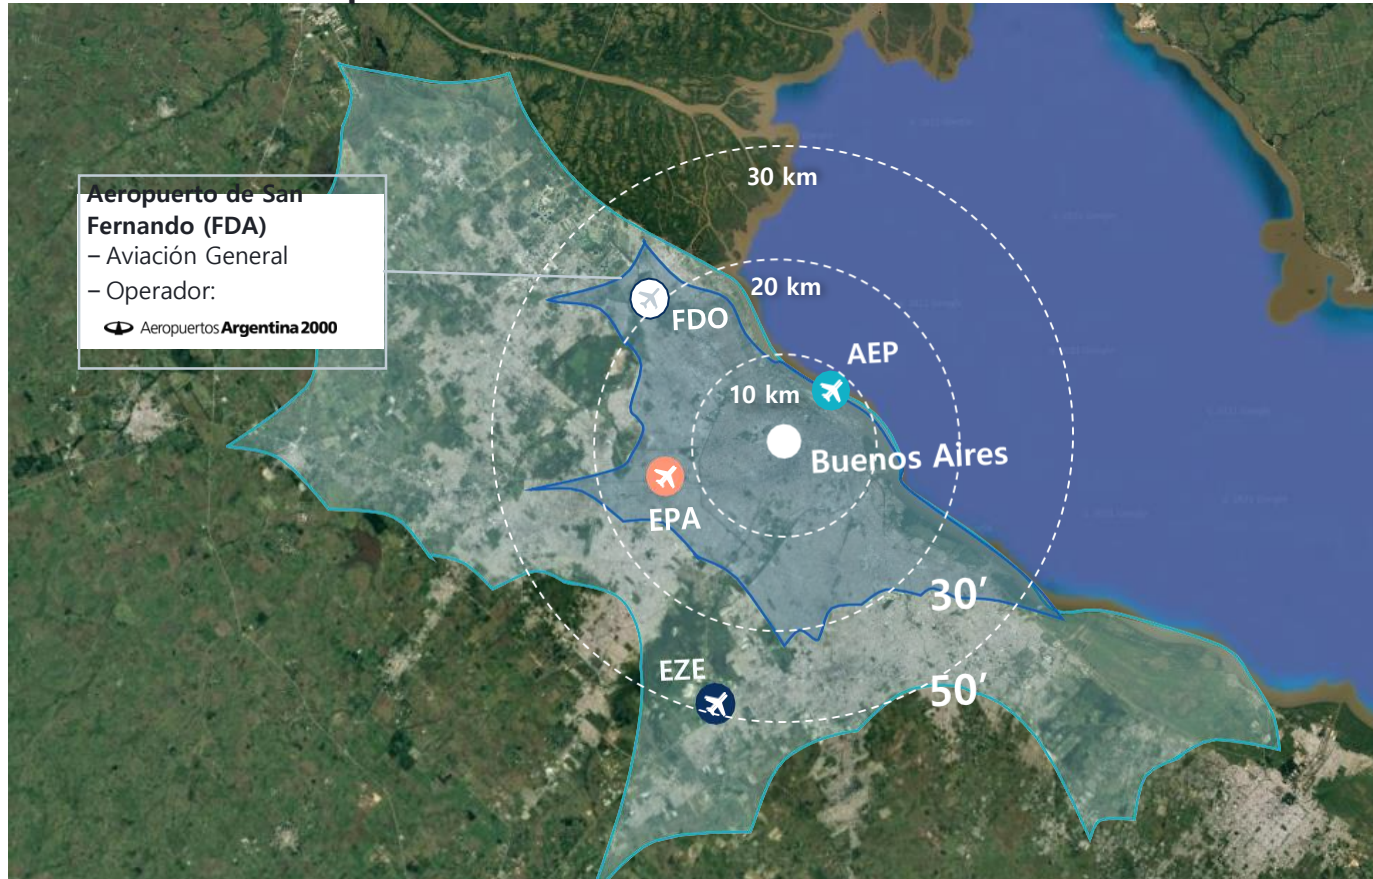 30 km
Aeropuerto de San
Fernando (FDA)
– Aviación General
– Operador:
Aeropuertos Argentina 2000
20 km
FDO
AEP
10 km
Buenos Aires
EPA
30′
EZE
50′